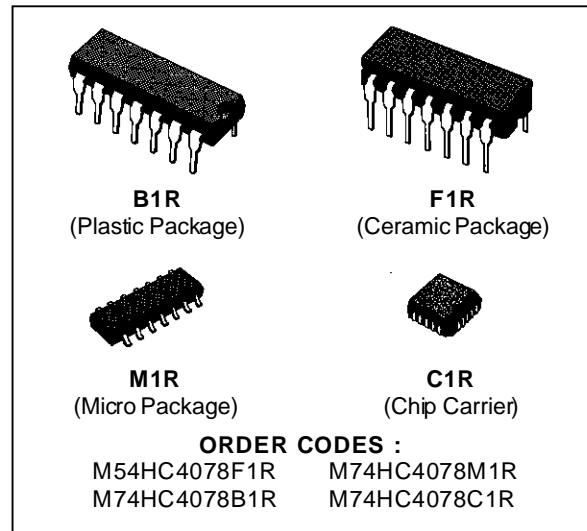 B1R
(Plastic Package)
F1R
(Ceramic Package)
M1R
(Micro Package)
C1R
(Chip Carrier)
ORDER CODES :
M54HC4078F1R M74HC4078M1R
M74HC4078B1R M74HC4078C1R